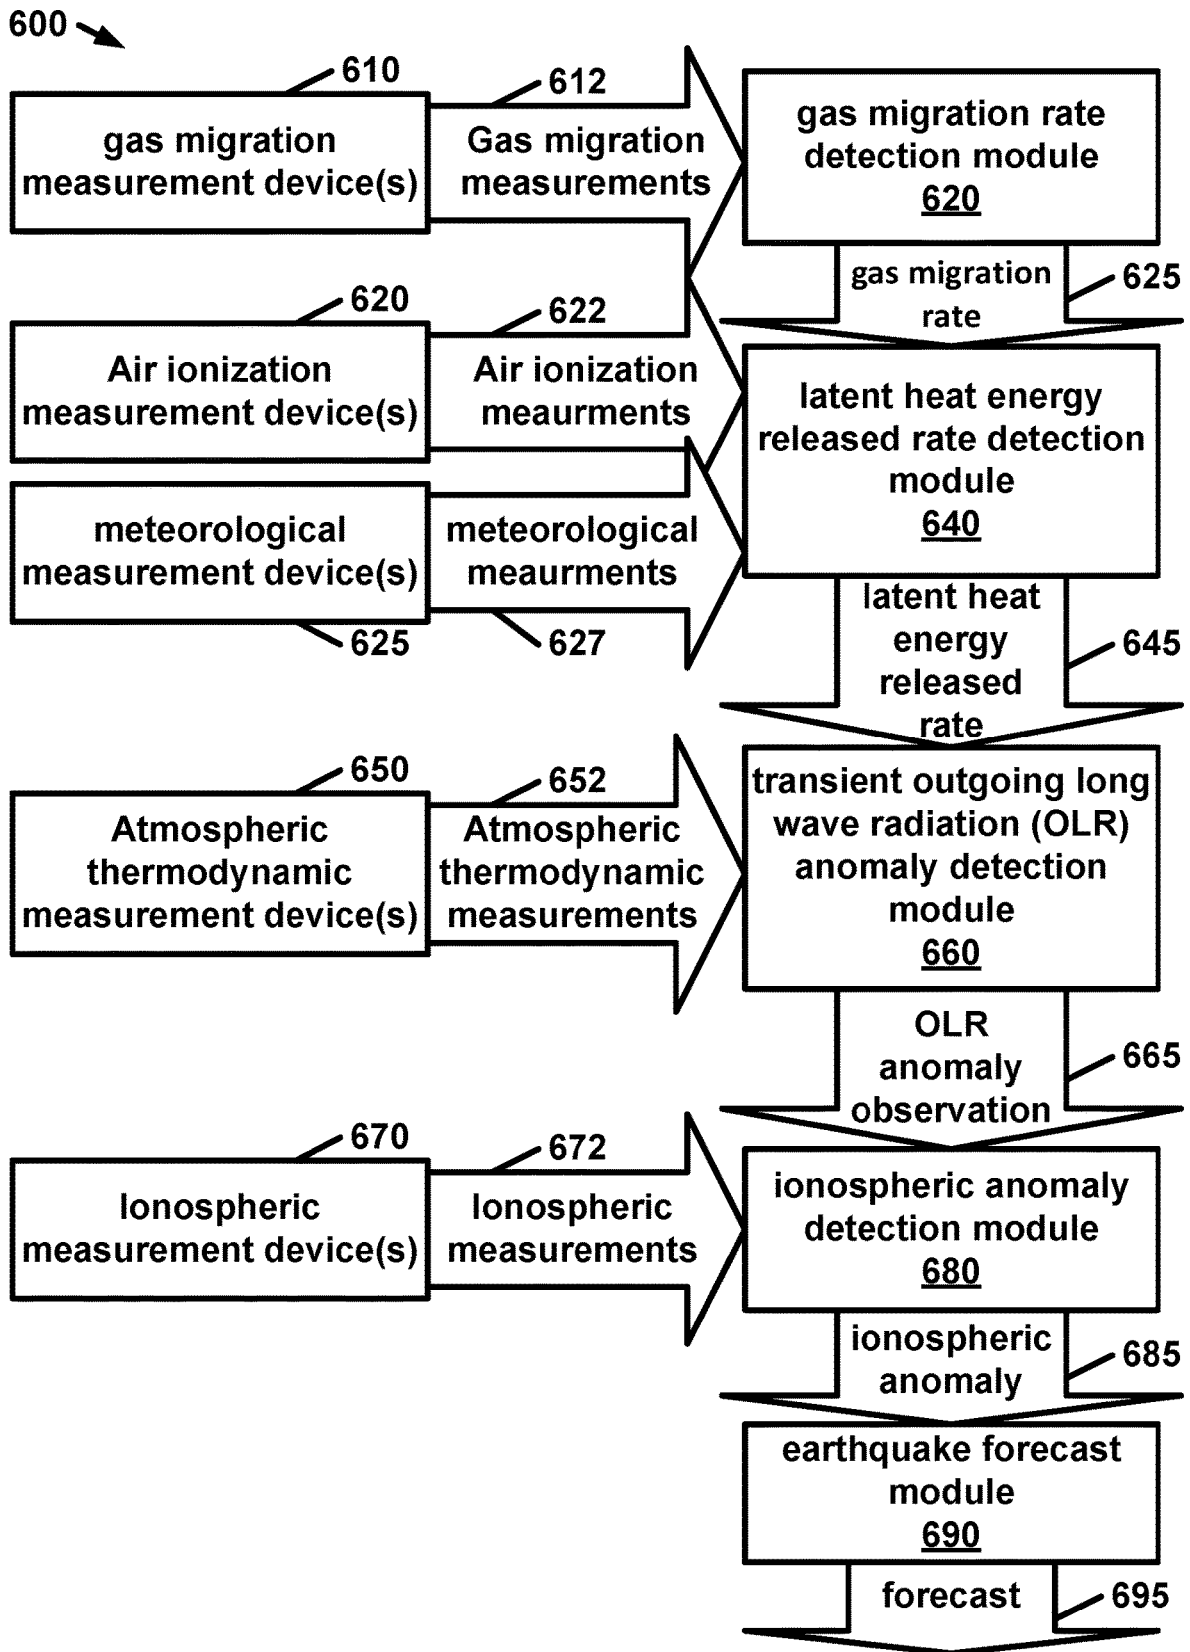 600
610
gas migration
measurement device(s)
612
Gas migration
measurements
gas migration rate
detection module
620
gas migration
rate
625
620
Air ionization
measurement device(s)
622
Air ionization
meaurments
latent heat energy
released rate detection
module
640
meteorological
measurement device(s)
625
meteorological
meaurments
627
latent heat
energy
released
rate
645
650
Atmospheric
thermodynamic
measurement device(s)
652
Atmospheric
thermodynamic
measurements
transient outgoing long
wave radiation (OLR)
anomaly detection
module
660
OLR
anomaly
observation
665
670
Ionospheric
measurement device(s)
672
Ionospheric
measurements
ionospheric anomaly
detection module
680
ionospheric
anomaly
685
earthquake forecast
module
690
forecast
695